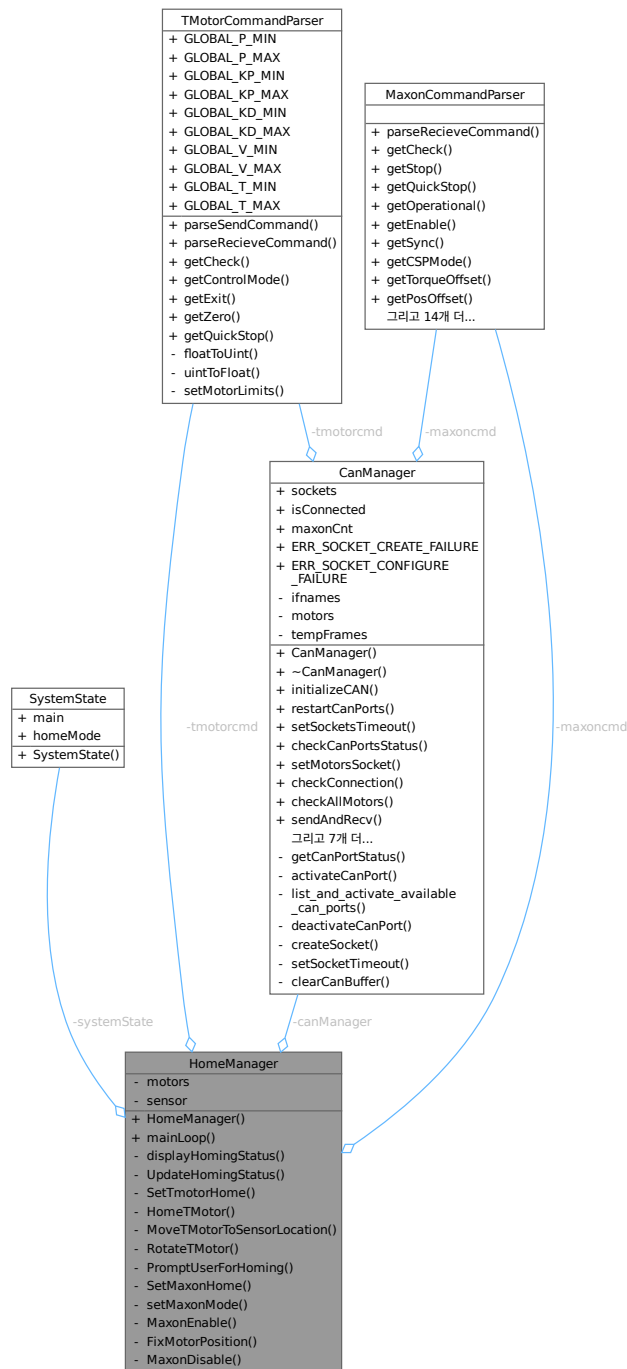 TMotorCommandParser
+ GLOBAL_P_MIN
+ GLOBAL_P_MAX
+ GLOBAL_KP_MIN
+ GLOBAL_KP_MAX
+ GLOBAL_KD_MIN
+ GLOBAL_KD_MAX
+ GLOBAL_V_MIN
+ GLOBAL_V_MAX
+ GLOBAL_T_MIN
+ GLOBAL_T_MAX
+ parseSendCommand()
+ parseRecieveCommand()
+ getCheck()
+ getControlMode()
+ getExit()
+ getZero()
+ getQuickStop()
- floatToUint()
- uintToFloat()
- setMotorLimits()
MaxonCommandParser
+ parseRecieveCommand()
+ getCheck()
+ getStop()
+ getQuickStop()
+ getOperational()
+ getEnable()
+ getSync()
+ getCSPMode()
+ getTorqueOffset()
+ getPosOffset()
그리고 14개 더...
-tmotorcmd
-maxoncmd
CanManager
+ sockets
+ isConnected
+ maxonCnt
+ ERR_SOCKET_CREATE_FAILURE
+ ERR_SOCKET_CONFIGURE
_FAILURE
- ifnames
- motors
- tempFrames
+ CanManager()
+ ~CanManager()
+ initializeCAN()
+ restartCanPorts()
+ setSocketsTimeout()
+ checkCanPortsStatus()
+ setMotorsSocket()
+ checkConnection()
+ checkAllMotors()
+ sendAndRecv()
그리고 7개 더...
- getCanPortStatus()
- activateCanPort()
- list_and_activate_available
_can_ports()
- deactivateCanPort()
- createSocket()
- setSocketTimeout()
- clearCanBuffer()
SystemState
+ main
+ homeMode
+ SystemState()
-tmotorcmd
-maxoncmd
-systemState
-canManager
HomeManager
- motors
- sensor
+ HomeManager()
+ mainLoop()
- displayHomingStatus()
- UpdateHomingStatus()
- SetTmotorHome()
- HomeTMotor()
- MoveTMotorToSensorLocation()
- RotateTMotor()
- PromptUserForHoming()
- SetMaxonHome()
- setMaxonMode()
- MaxonEnable()
- FixMotorPosition()
- MaxonDisable()